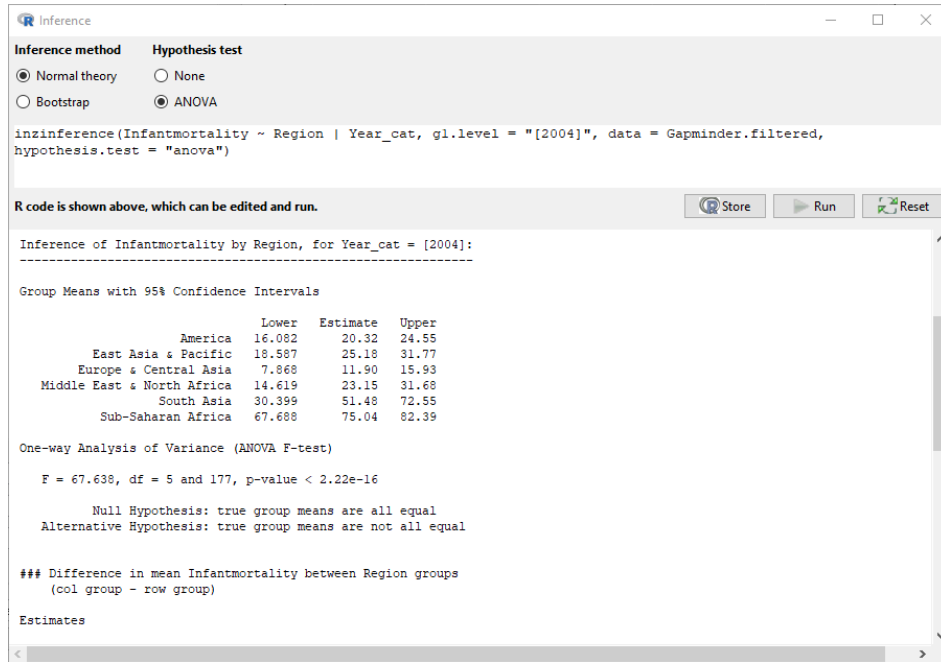 Inference
Inference method Hypothesis test
Normal theory None
Bootstrap ANOVA
inzinference(Infantmortality ~ Region | Year_cat, g1.level = "[2004]", data = Gapminder.filtered,
hypothesis.test = "anova")
R code is shown above, which can be edited and run. Store Run Reset
Inference of Infantmortality by Region, for Year_cat = [2004]:
--------------------------------------------------------------
Group Means with 95% Confidence Intervals
Lower Estimate Upper
America 16.082 20.32 24.55
East Asia & Pacific 18.587 25.18 31.77
Europe & Central Asia 7.868 11.90 15.93
Middle East & North Africa 14.619 23.15 31.68
South Asia 30.399 51.48 72.55
Sub-Saharan Africa 67.688 75.04 82.39
One-way Analysis of Variance (ANOVA F-test)
F = 67.638, df = 5 and 177, p-value < 2.22e-16
Null Hypothesis: true group means are all equal
Alternative Hypothesis: true group means are not all equal
### Difference in mean Infantmortality between Region groups
(col group - row group)
Estimates